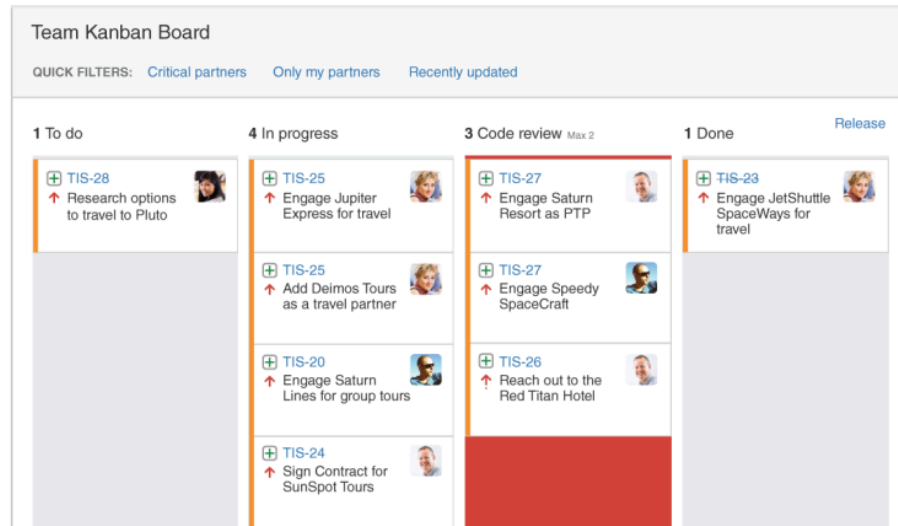 Team Kanban Board
QUICK FILTERS: Critical partners Only my partners Recently updated
Release
1 To do
TIS-28
Research options
to travel to Pluto
4 In progress
TIS-25
Engage Jupiter
Express for travel
TIS-25
Add Deimos Tours
as a travel partner
TIS-20
Engage Saturn
Lines for group tours
TIS-24
Sign Contract for
SunSpot Tours
3 Code review Max 2
TIS-27
Engage Saturn
Resort as PTP
TIS-27
Engage Speedy
SpaceCraft
TIS-26
Reach out to the
Red Titan Hotel
1 Done
TIS-23
Engage JetShuttle
SpaceWays for
travel